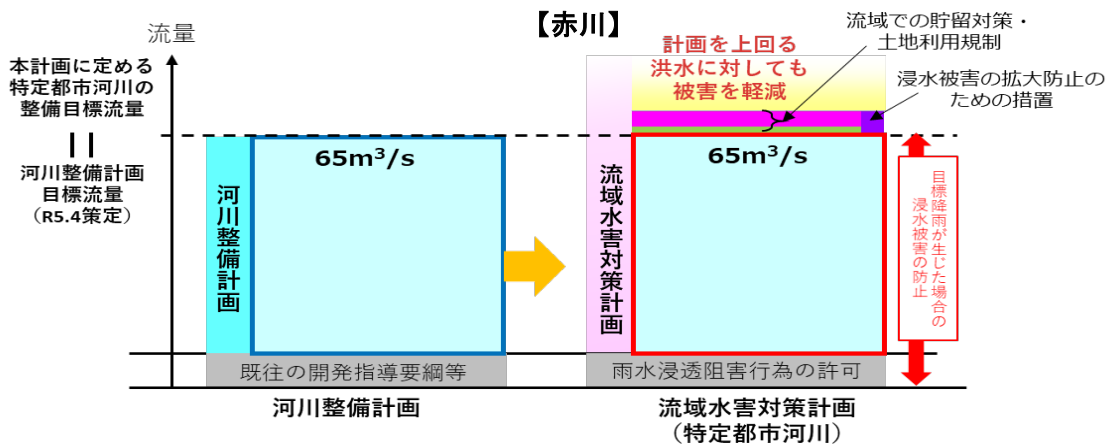 【赤川】
流量
本計画に定める
特定都市河川の
整備目標流量
河川整備計画
目標流量
（R5.4策定）
65m³/s
河川整備計画
既往の開発指導要綱等
河川整備計画
計画を上回る
洪水に対しても
被害を軽減
流域での貯留対策・
土地利用規制
浸水被害の拡大防止の
ための措置
65m³/s
流域水害対策計画
目標降雨が生じた場合の
浸水被害の防止
雨水浸透阻害行為の許可
流域水害対策計画
（特定都市河川）